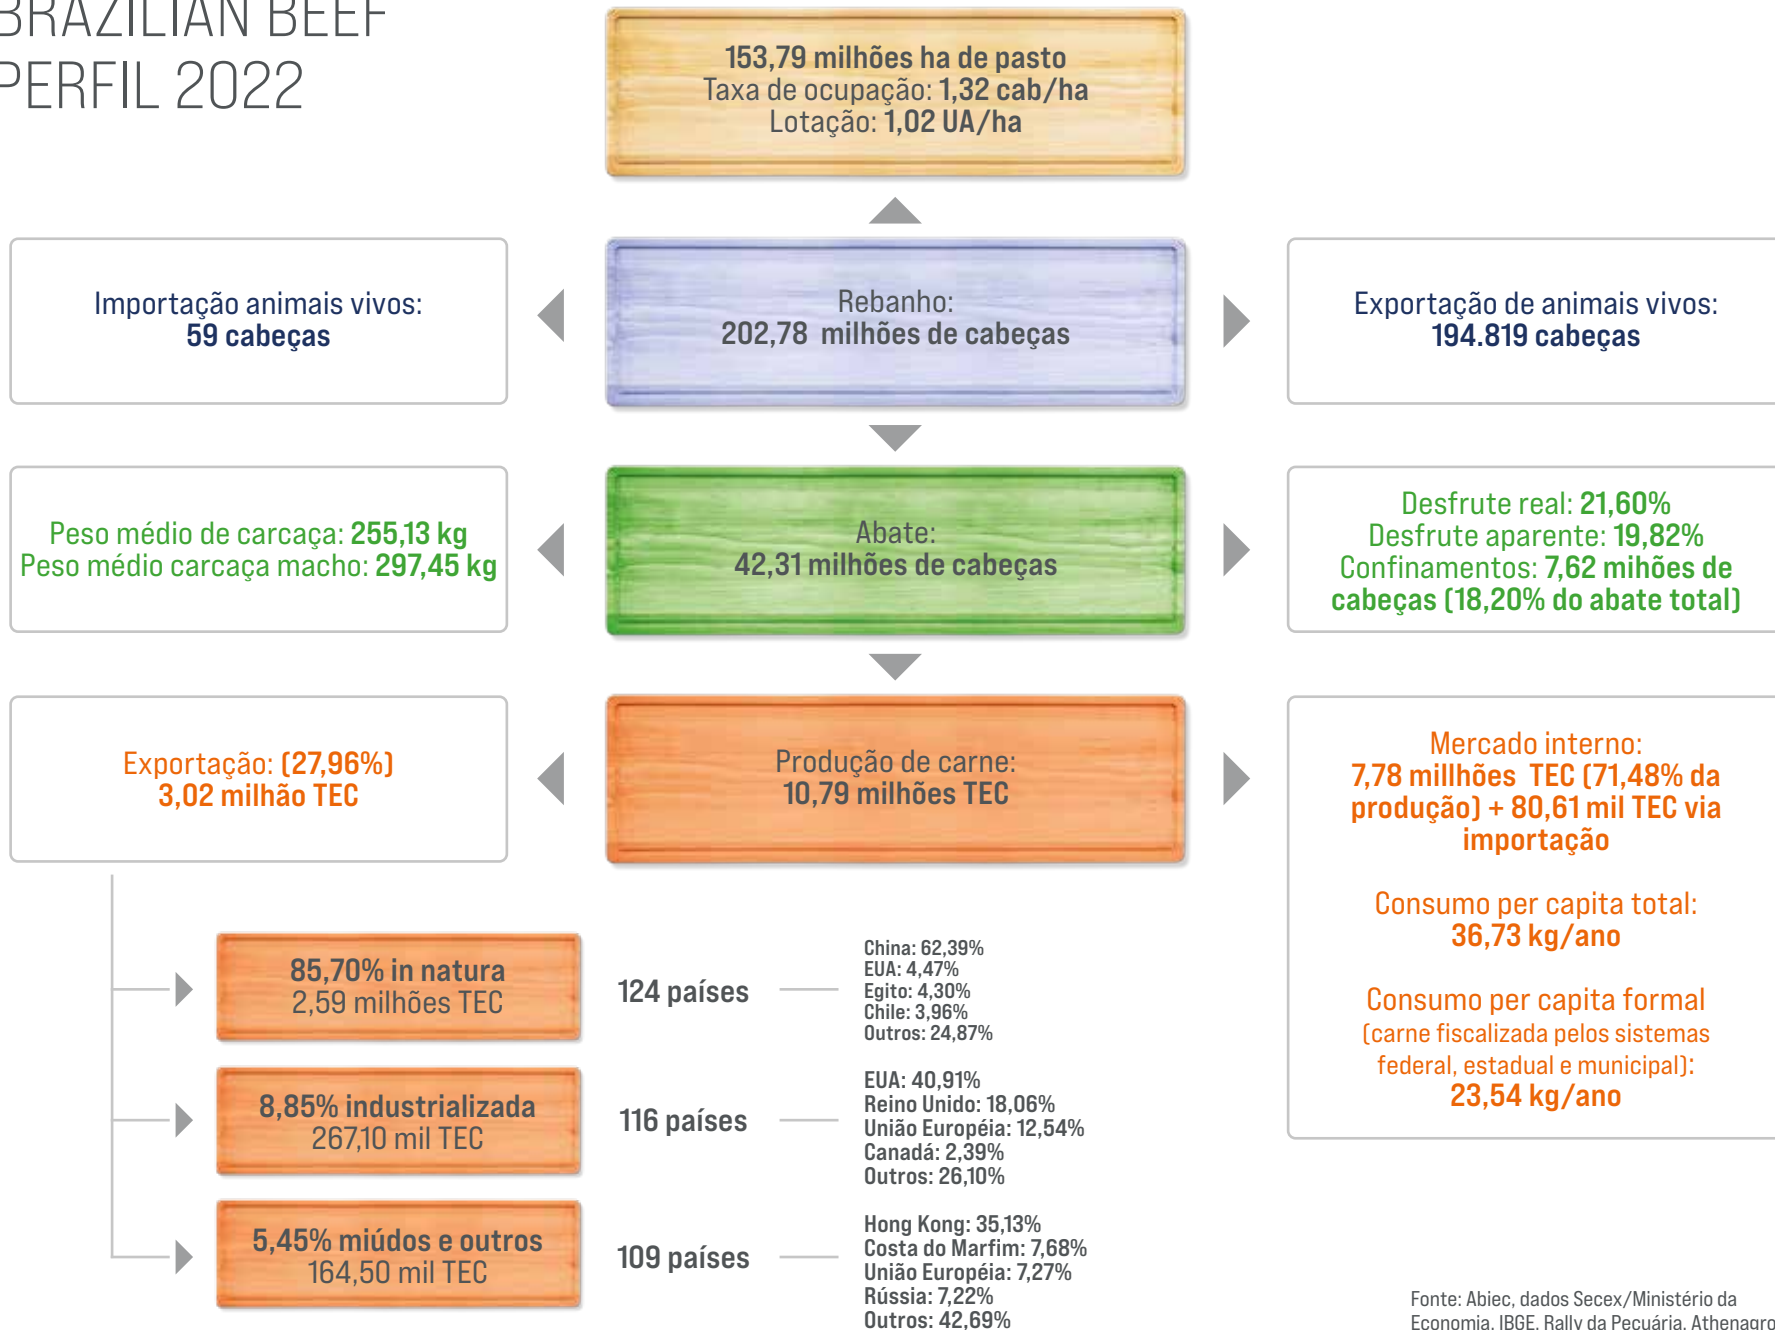 BRAZILIAN BEEF
PERFIL 2022
153,79 milhões ha de pasto
Taxa de ocupação: 1,32 cab/ha
Lotação: 1,02 UA/ha
Importação animais vivos:
59 cabeças
Rebanho:
202,78 milhões de cabeças
Exportação de animais vivos:
194.819 cabeças
Peso médio de carcaça: 255,13 kg
Peso médio carcaça macho: 297,45 kg
Abate:
42,31 milhões de cabeças
Desfrute real: 21,60%
Desfrute aparente: 19,82%
Confinamentos: 7,62 mihões de
cabeças (18,20% do abate total)
Exportação: (27,96%)
3,02 milhão TEC
Produção de carne:
10,79 milhões TEC
Mercado interno:
7,78 millhões TEC (71,48% da
produção) + 80,61 mil TEC via
importação
Consumo per capita total:
36,73 kg/ano
Consumo per capita formal
(carne fiscalizada pelos sistemas
federal, estadual e municipal):
23,54 kg/ano
85,70% in natura
2,59 milhões TEC
124 países
China: 62,39%
EUA: 4,47%
Egito: 4,30%
Chile: 3,96%
Outros: 24,87%
8,85% industrializada
267,10 mil TEC
116 países
EUA: 40,91%
Reino Unido: 18,06%
União Européia: 12,54%
Canadá: 2,39%
Outros: 26,10%
5,45% miúdos e outros
164,50 mil TEC
109 países
Hong Kong: 35,13%
Costa do Marfim: 7,68%
União Européia: 7,27%
Rússia: 7,22%
Outros: 42,69%
Fonte: Abiec, dados Secex/Ministério da
Economia, IBGE, Rally da Pecuária, Athenagro